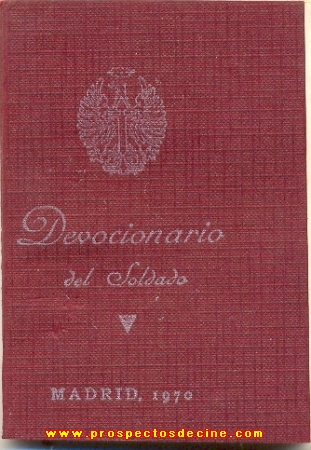 Devocionario
del Soldado
MADRID, 1970
www.prospectosdecine.com